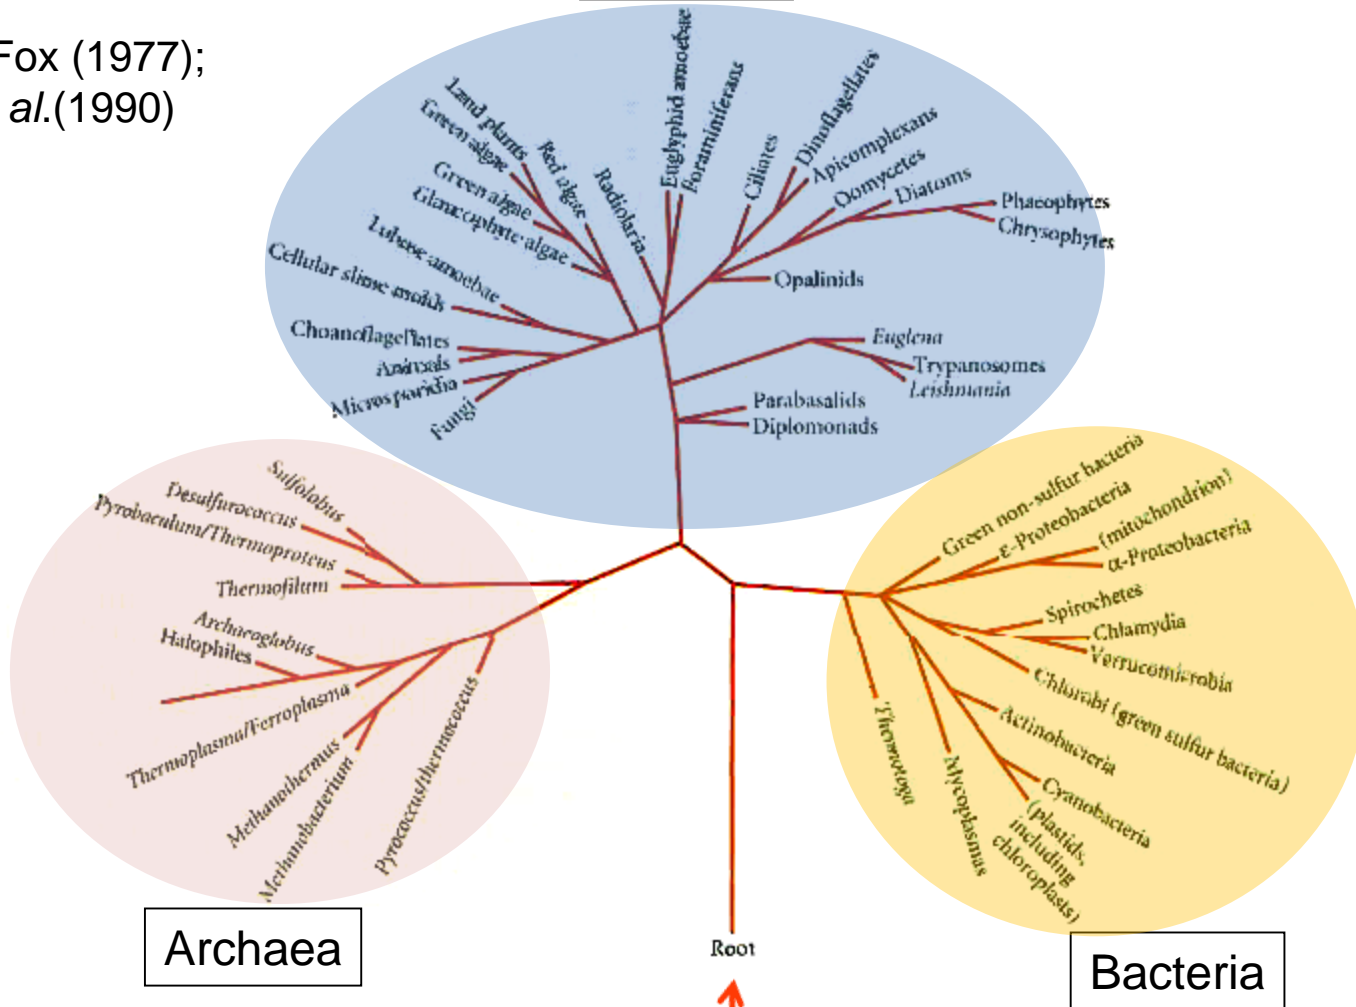 Fox (1977);
al.(1990)
Land plants
Green algae
Green algae
Glaucophyte algae
Red algae
Radiolaria
Euglyphid amoebae
Foraminiferans
Ciliates
Dinoflagellates
Apicomplexans
Oomycetes
Diatoms
Phaeophytes
Chrysophytes
Opalinids
Lobose amoebae
Cellular slime molds
Choanoflagellates
Animals
Microsporidia
Fungi
Euglena
Trypanosomes
Leishmania
Parabasalids
Diplomonads
Sulfolobus
Desulfurococcus
Pyrobaculum/Thermoproteus
Thermofilum
Archaeoglobus
Halophiles
Thermoplasma/Ferroplasma
Methanothermus
Methanobacterium
Pyrococcus/thermococcus
Green non-sulfur bacteria
ε-Proteobacteria
(mitochondrion)
α-Proteobacteria
Spirochetes
Chlamydia
Verrucomicrobia
Chlorobi (green sulfur bacteria)
Actinobacteria
Cyanobacteria
(plastids,
including
chloroplasts)
Mycoplasmas
Thermotoga
Archaea
Root
Bacteria